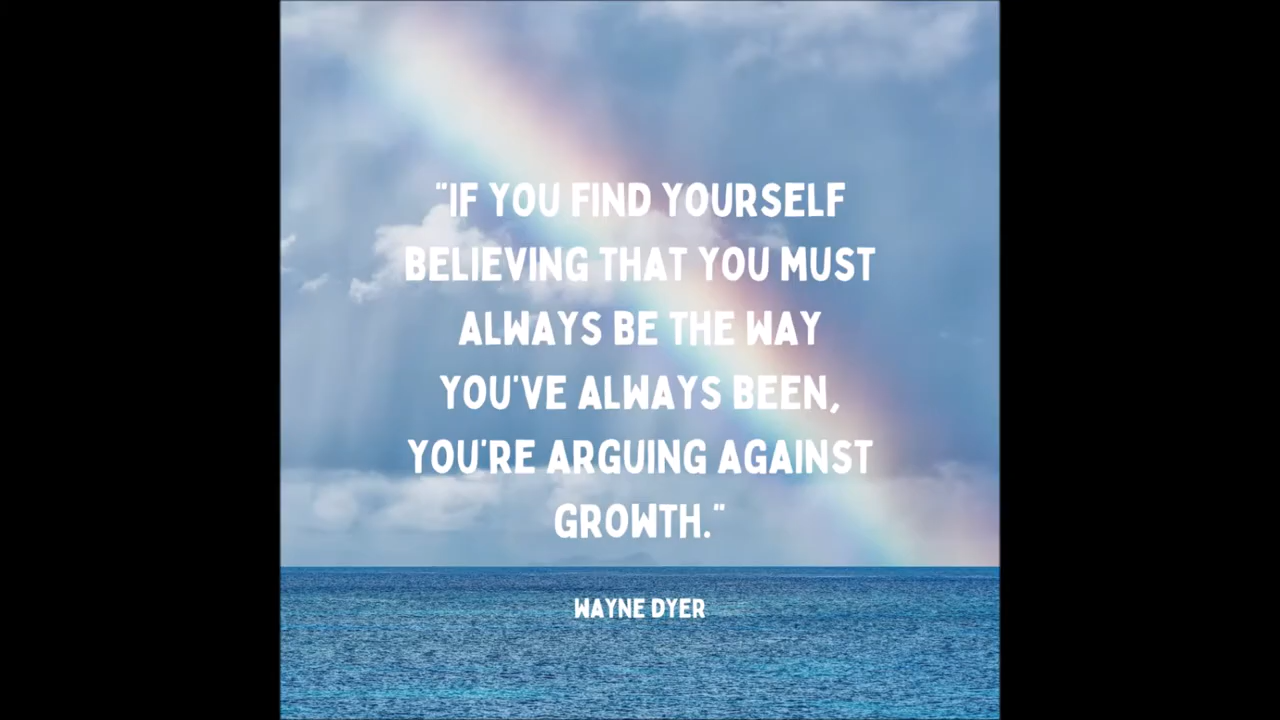 "IF YOU FIND YOURSELF
BELIEVING THAT YOU MUST
ALWAYS BE THE WAY
YOU'VE ALWAYS BEEN,
YOU'RE ARGUING AGAINST
GROWTH."
WAYNE DYER